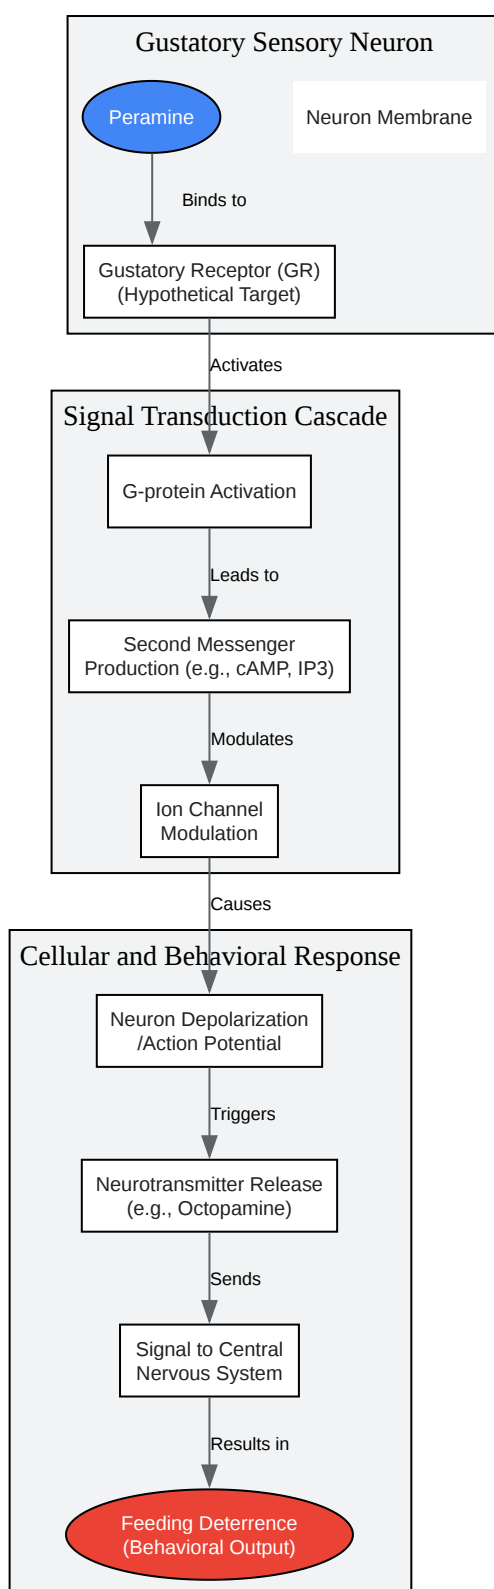 Gustatory Sensory Neuron
Peramine
Neuron Membrane
Binds to
Gustatory Receptor (GR)
(Hypothetical Target)
Activates
Signal Transduction Cascade
G-protein Activation
Leads to
Second Messenger
Production (e.g., cAMP, IP3)
Modulates
Ion Channel
Modulation
Causes
Cellular and Behavioral Response
Neuron Depolarization
/Action Potential
Triggers
Neurotransmitter Release
(e.g., Octopamine)
Sends
Signal to Central
Nervous System
Results in
Feeding Deterrence
(Behavioral Output)